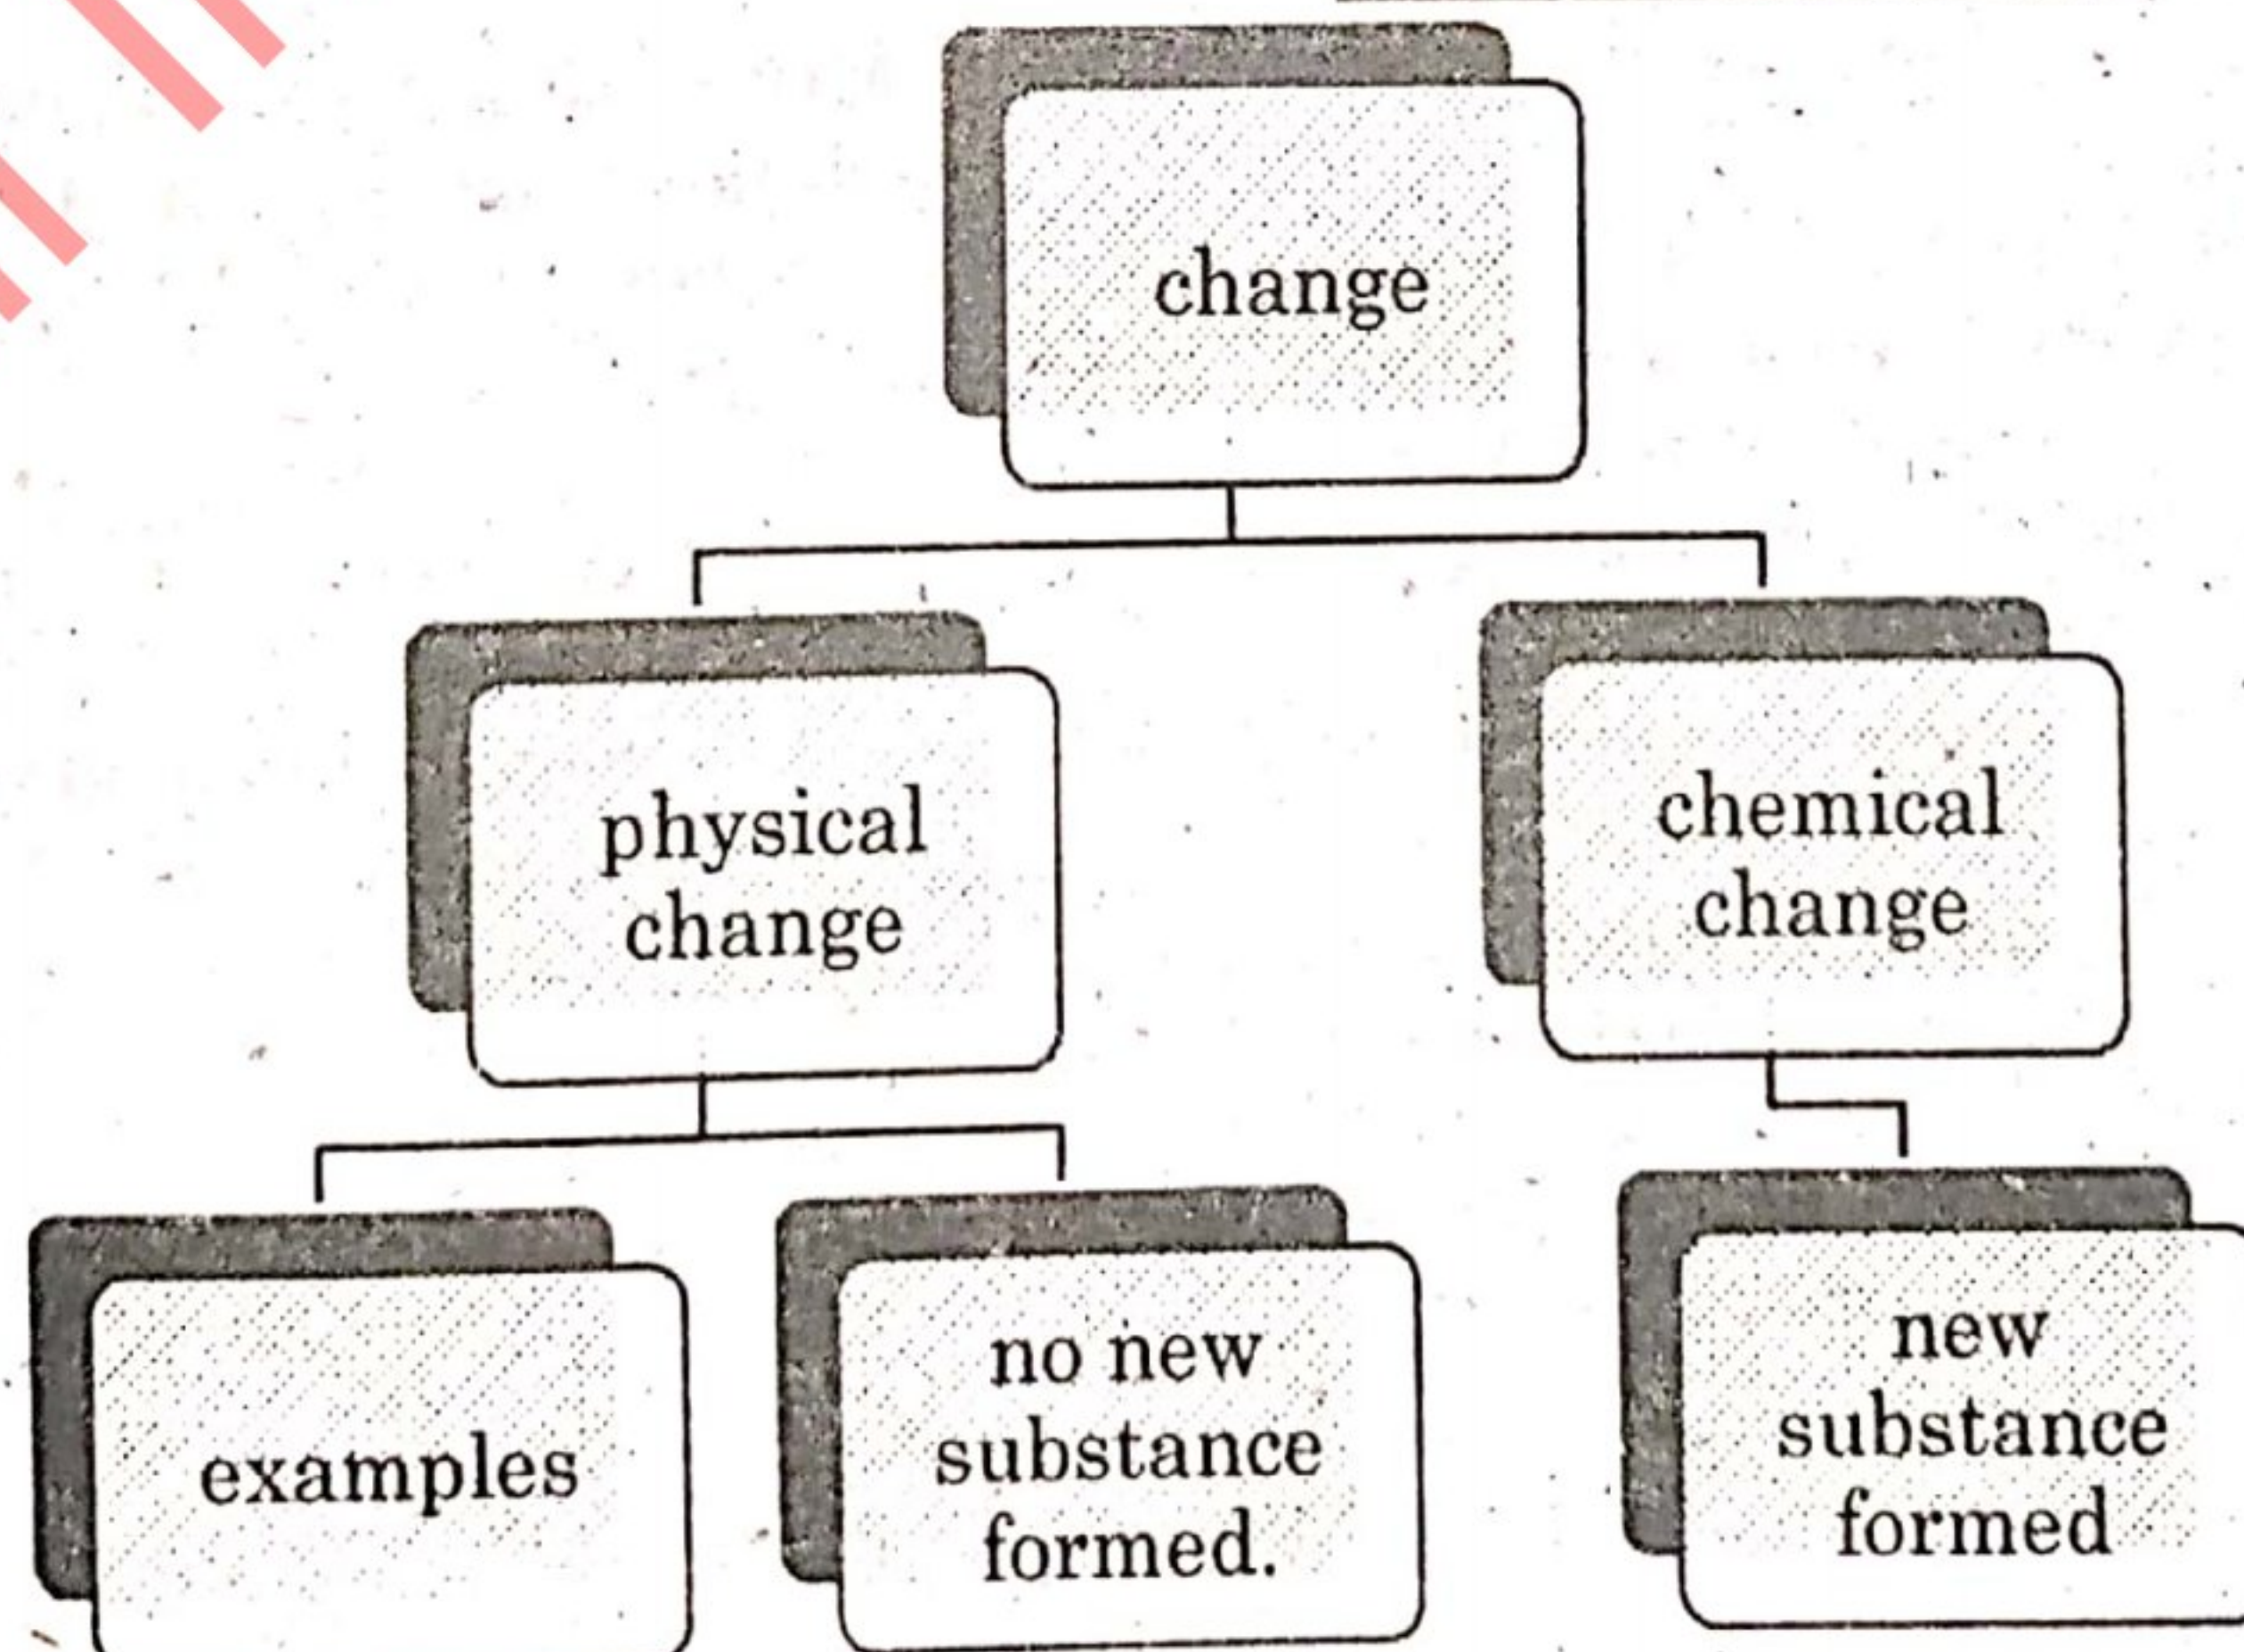 change
physical
change
chemical
change
examples
no new
substance
formed.
new
substance
formed